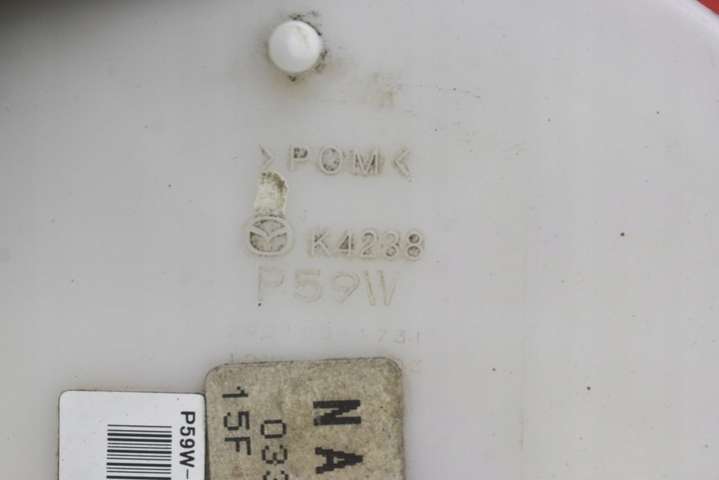 >POM<
K4238
P59W
P59W-
NA
033
15F